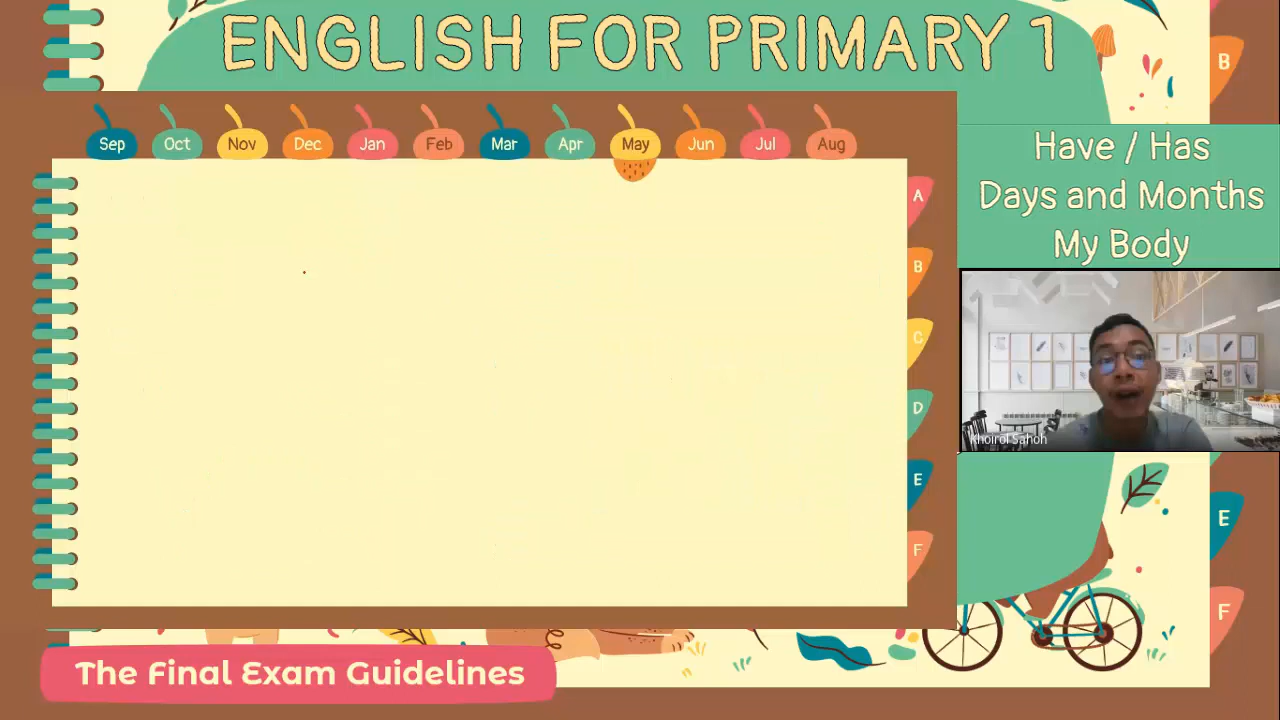 ENGLISH FOR PRIMARY 1
B
Sep Oct Nov Dec Jan Feb Mar Apr May Jun Jul Aug
Have / Has
Days and Months
My Body
A
B
C
D
E
F
Khoirol Sahoh
E
F
The Final Exam Guidelines